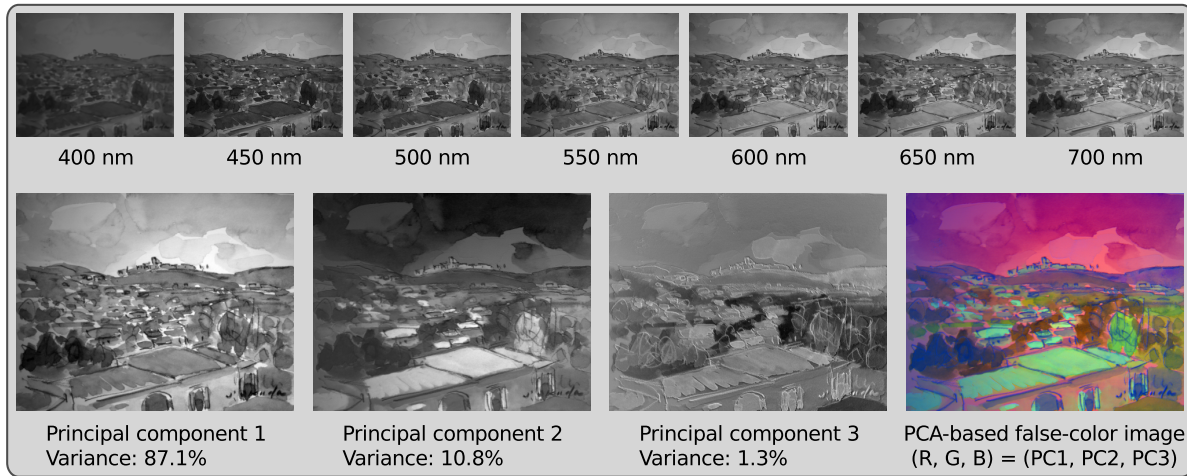 400 nm
450 nm
500 nm
550 nm
600 nm
650 nm
700 nm
Principal component 1
Variance: 87.1%
Principal component 2
Variance: 10.8%
Principal component 3
Variance: 1.3%
PCA-based false-color image
(R, G, B) = (PC1, PC2, PC3)